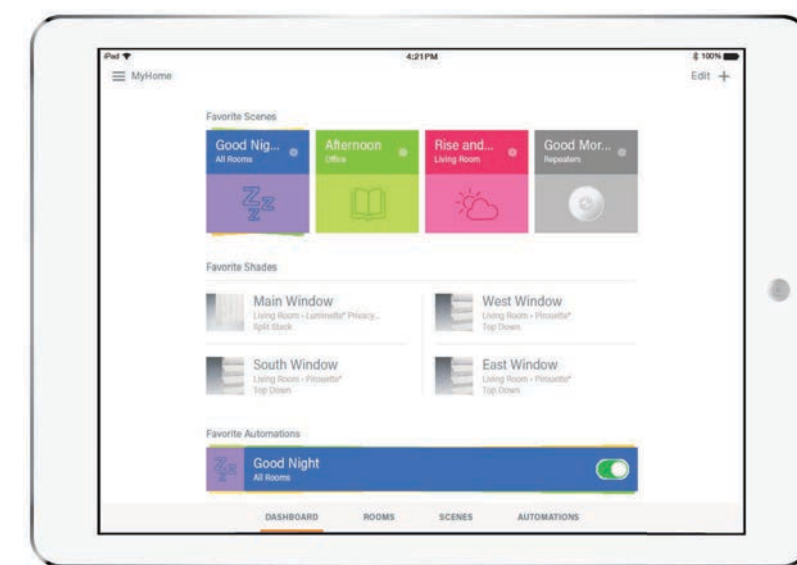 iPad
4:21 PM
100%
MyHome
Edit +
Favorite Scenes
Good Nig...
All Rooms
Afternoon
Office
Rise and...
Living Room
Good Mor...
Repeaters
Zzz
Favorite Shades
Main Window
Living Room • Luminette® Privacy...
Split Stack
West Window
Living Room • Pirouette®
Top Down
South Window
Living Room • Pirouette®
Top Down
East Window
Living Room • Pirouette®
Top Down
Favorite Automations
Zzz
Good Night
All Rooms
DASHBOARD ROOMS SCENES AUTOMATIONS